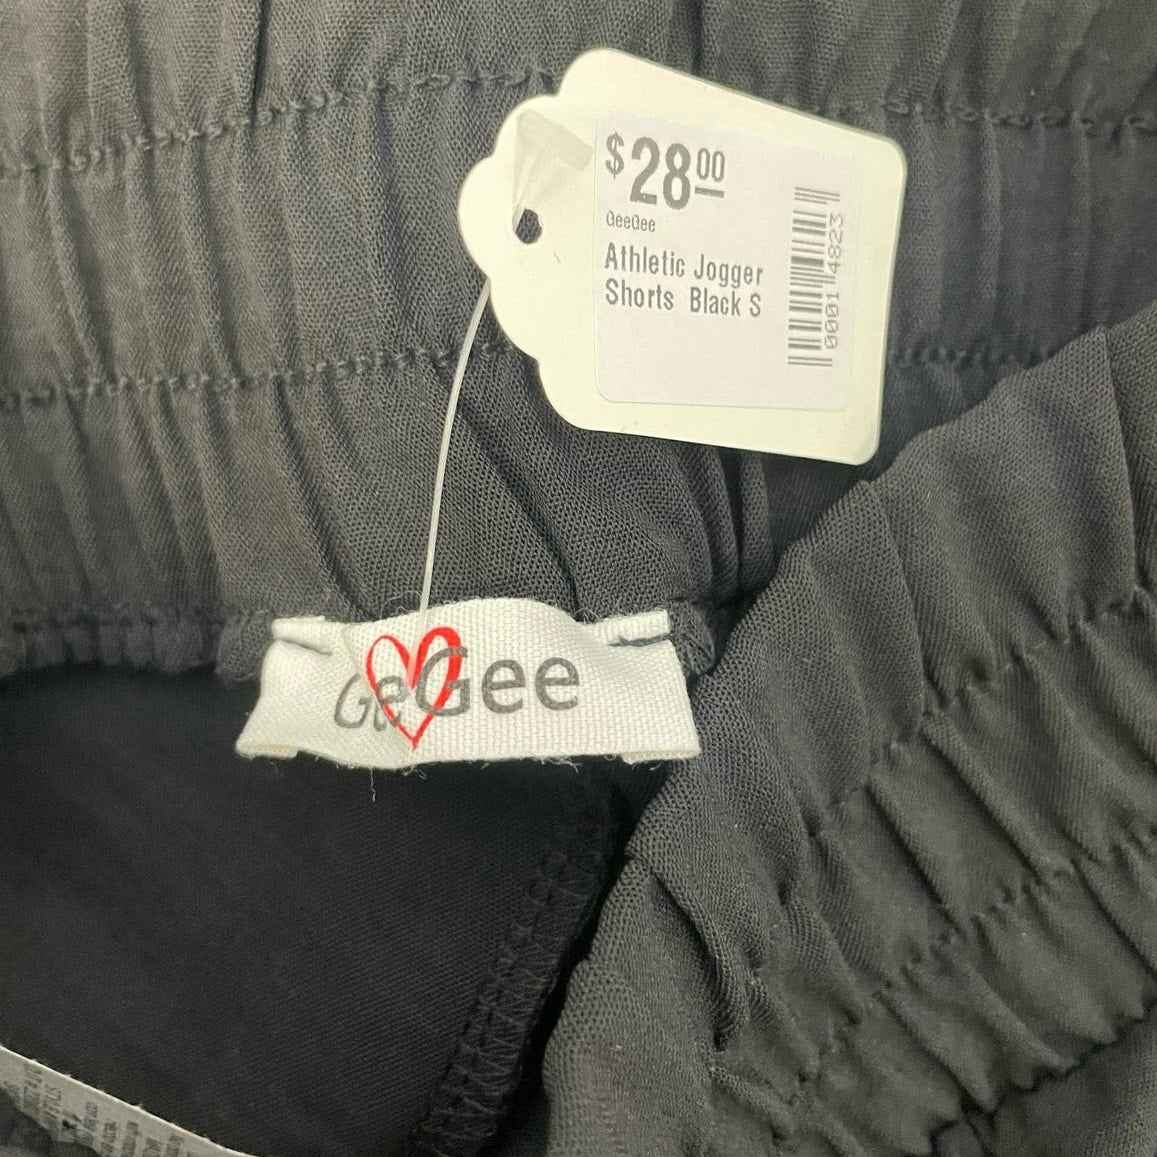 $28.00
GeeGee
Athletic Jogger
Shorts Black S
0001 4823
GeeGee